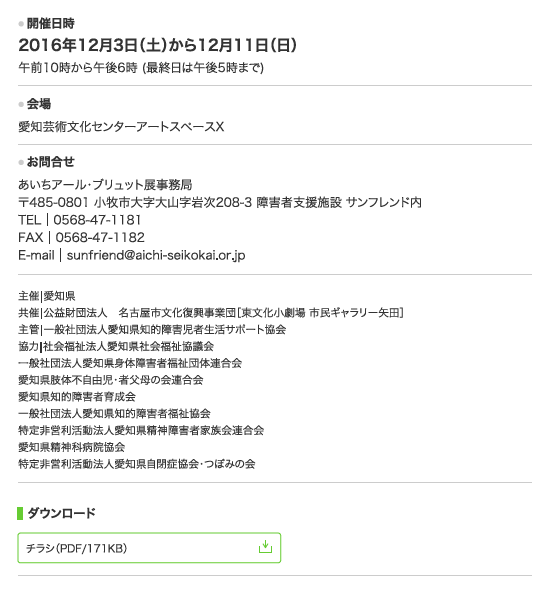 開催日時
2016年12月3日（土）から12月11日（日）
午前10時から午後6時 (最終日は午後5時まで)
会場
愛知芸術文化センターアートスペースX
お問合せ
あいちアール・ブリュット展事務局
〒485-0801 小牧市大字大山字岩次208-3 障害者支援施設 サンフレンド内
TEL｜0568-47-1181
FAX｜0568-47-1182
E-mail｜sunfriend@aichi-seikokai.or.jp
主催|愛知県
共催|公益財団法人　名古屋市文化復興事業団［東文化小劇場 市民ギャラリー矢田］
主管|一般社団法人愛知県知的障害児者生活サポート協会
協力|社会福祉法人愛知県社会福祉協議会
一般社団法人愛知県身体障害者福祉団体連合会
愛知県肢体不自由児・者父母の会連合会
愛知県知的障害者育成会
一般社団法人愛知県知的障害者福祉協会
特定非営利活動法人愛知県精神障害者家族会連合会
愛知県精神科病院協会
特定非営利活動法人愛知県自閉症協会・つぼみの会
ダウンロード
チラシ（PDF/171KB）